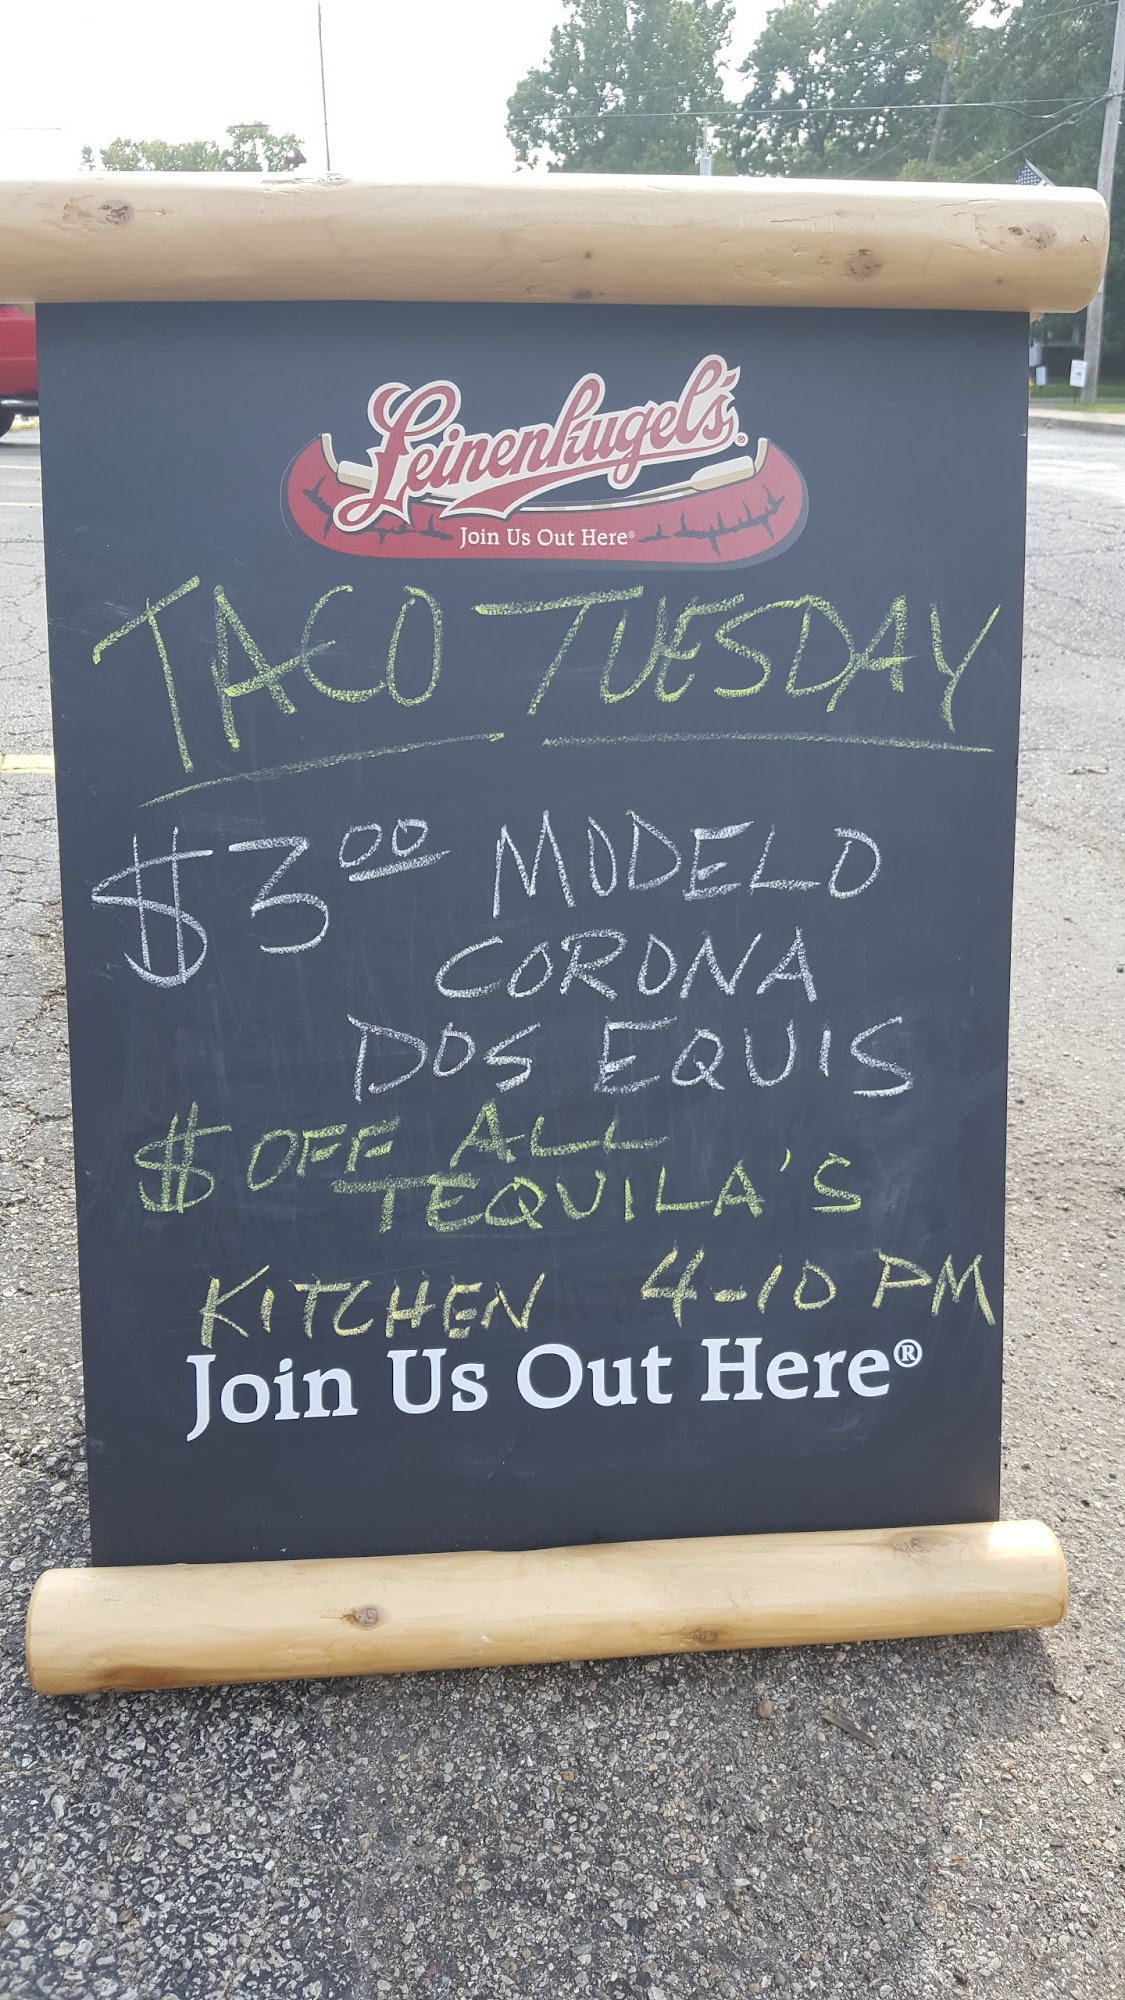 Leinenkugel's®
Join Us Out Here®
TACO TUESDAY
$3.00 MODELO
CORONA
DOS EQUIS
$ OFF ALL
TEQUILA'S
KITCHEN 4-10 PM
Join Us Out Here®